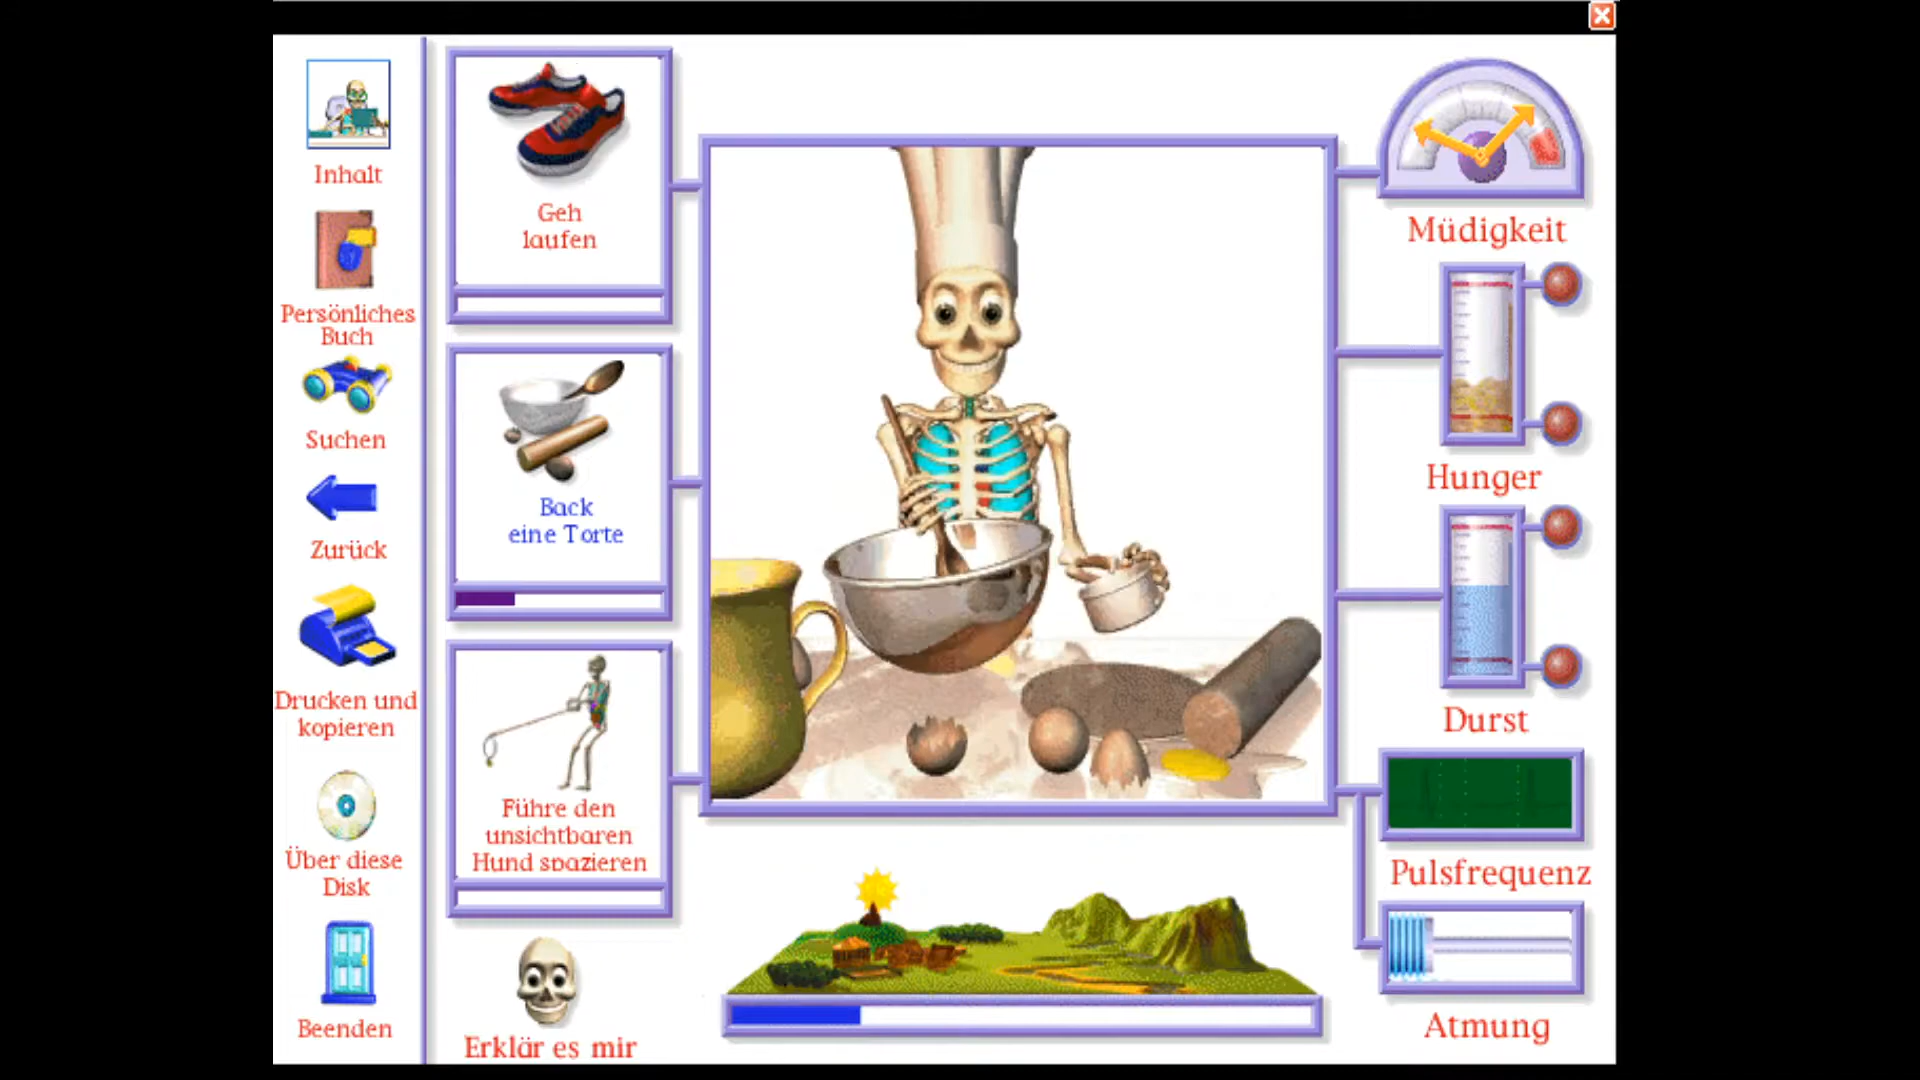 Inhalt
Persönliches
Buch
Suchen
Zurück
Drucken und
kopieren
Über diese
Disk
Beenden
Geh
laufen
Back
eine Torte
Führe den
unsichtbaren
Hund spazieren
Erklär es mir
Müdigkeit
Hunger
Durst
Pulsfrequenz
Atmung